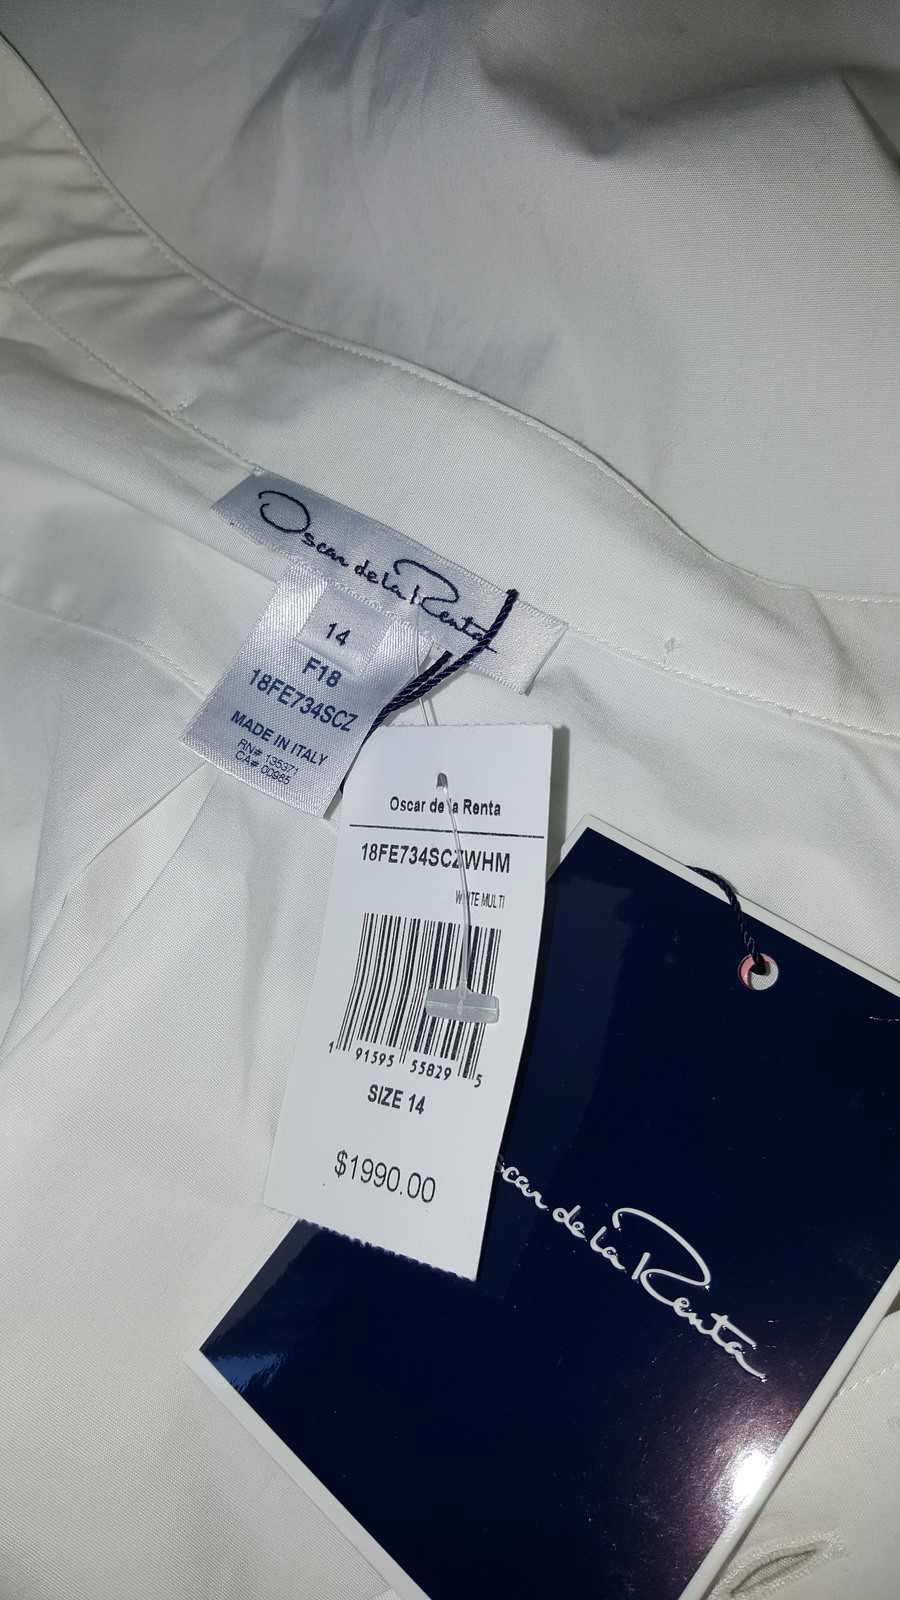 Oscar de la Renta
14
F18
18FE734SCZ
MADE IN ITALY
RN# 135371
CA# 00985
Oscar de la Renta
18FE734SCZWHM
WHITE MULTI
1 91595 55829 5
SIZE 14
$1990.00
scar de la Renta